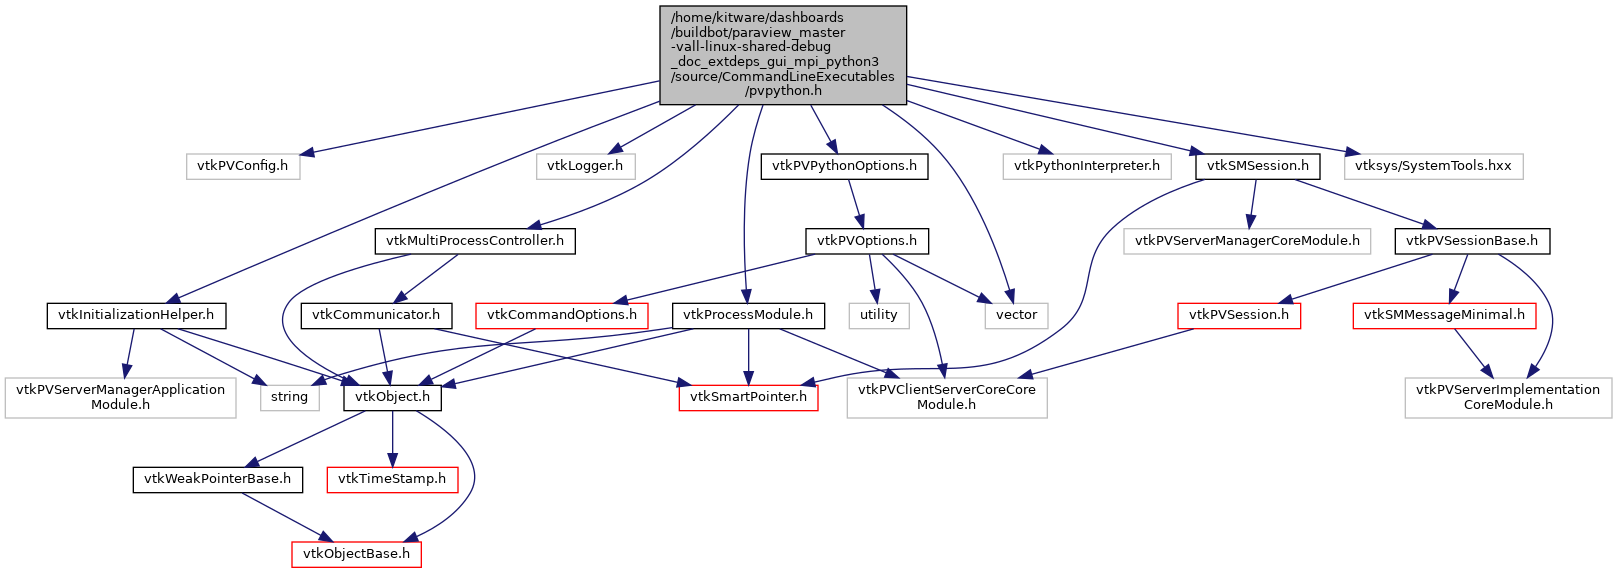 /home/kitware/dashboards
/buildbot/paraview_master
-vall-linux-shared-debug
_doc_extdeps_gui_mpi_python3
/source/CommandLineExecutables
/pvpython.h
vtkPVConfig.h
vtkLogger.h
vtkPVPythonOptions.h
vtkPythonInterpreter.h
vtkSMSession.h
vtksys/SystemTools.hxx
vtkMultiProcessController.h
vtkPVOptions.h
vtkPVServerManagerCoreModule.h
vtkPVSessionBase.h
vtkInitializationHelper.h
vtkCommunicator.h
vtkCommandOptions.h
vtkProcessModule.h
utility
vector
vtkPVSession.h
vtkSMMessageMinimal.h
vtkPVServerManagerApplication
Module.h
string
vtkObject.h
vtkSmartPointer.h
vtkPVClientServerCoreCore
Module.h
vtkPVServerImplementation
CoreModule.h
vtkWeakPointerBase.h
vtkTimeStamp.h
vtkObjectBase.h